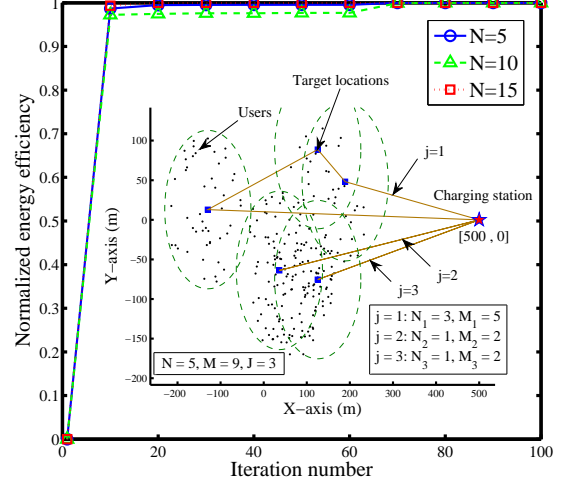 Normalized energy efficiency
1
0.9
0.8
0.7
0.6
0.5
0.4
0.3
0.2
0.1
0
0 20 40 60 80 100
Iteration number
N=5
N=10
N=15
Target locations
Users
j=1
Charging station
[500 , 0]
j=2
j=3
Y−axis (m)
100
50
0
−50
−100
−150
−200
j = 1: N1 = 3, M1 = 5
j = 2: N2 = 1, M2 = 2
j = 3: N3 = 1, M3 = 2
N = 5, M = 9, J = 3
−200 −100 0 100 200 300 400 500
X−axis (m)